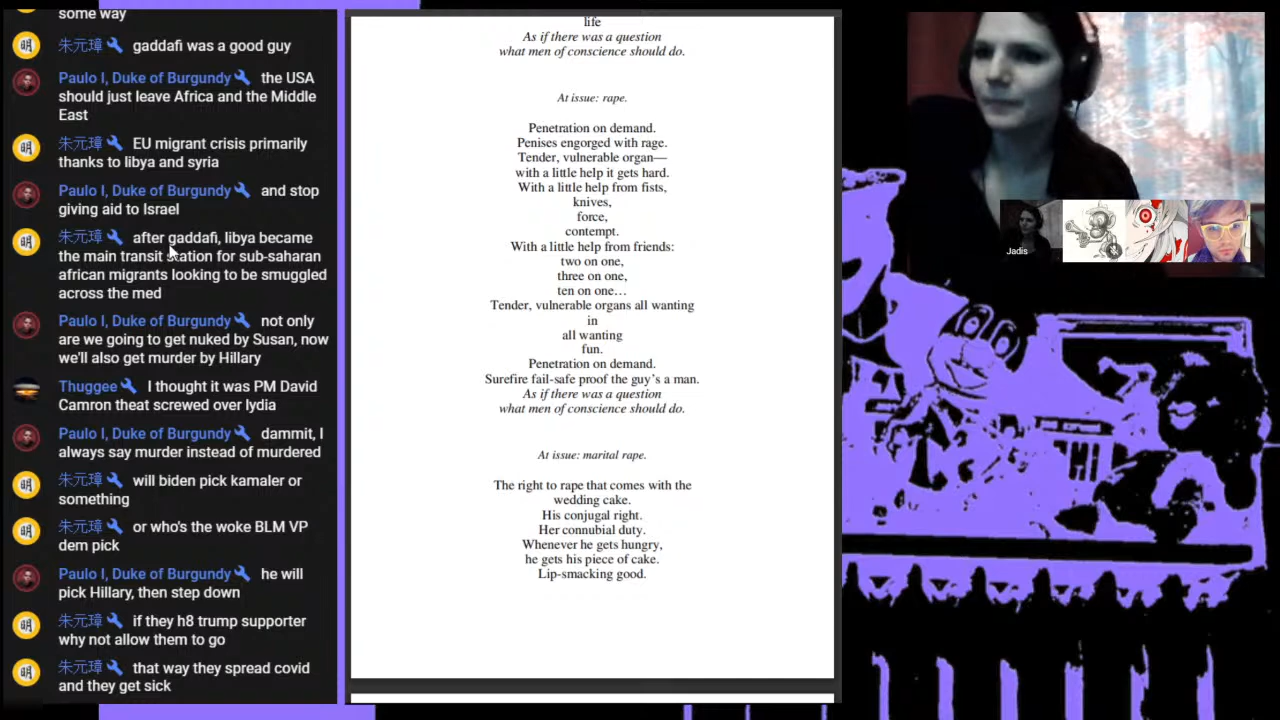 some way
朱元璋 gaddafi was a good guy
Paulo I, Duke of Burgundy the USA
should just leave Africa and the Middle
East
朱元璋 EU migrant crisis primarily
thanks to libya and syria
Paulo I, Duke of Burgundy and stop
giving aid to Israel
朱元璋 after gaddafi, libya became
the main transit station for sub-saharan
african migrants looking to be smuggled
across the med
Paulo I, Duke of Burgundy not only
are we going to get nuked by Susan, now
we'll also get murder by Hillary
Thuggee I thought it was PM David
Camron theat screwed over lydia
Paulo I, Duke of Burgundy dammit, I
always say murder instead of murdered
朱元璋 will biden pick kamaler or
something
朱元璋 or who's the woke BLM VP
dem pick
Paulo I, Duke of Burgundy he will
pick Hillary, then step down
朱元璋 if they h8 trump supporter
why not allow them to go
朱元璋 that way they spread covid
and they get sick
life
As if there was a question
what men of conscience should do.
At issue: rape.
Penetration on demand.
Penises engorged with rage.
Tender, vulnerable organ—
with a little help it gets hard.
With a little help from fists,
knives,
force,
contempt.
With a little help from friends:
two on one,
three on one,
ten on one…
Tender, vulnerable organs all wanting
in
all wanting
fun.
Penetration on demand.
Surefire fail-safe proof the guy's a man.
As if there was a question
what men of conscience should do.
At issue: marital rape.
The right to rape that comes with the
wedding cake.
His conjugal right.
Her connubial duty.
Whenever he gets hungry,
he gets his piece of cake.
Lip-smacking good.
Jadis